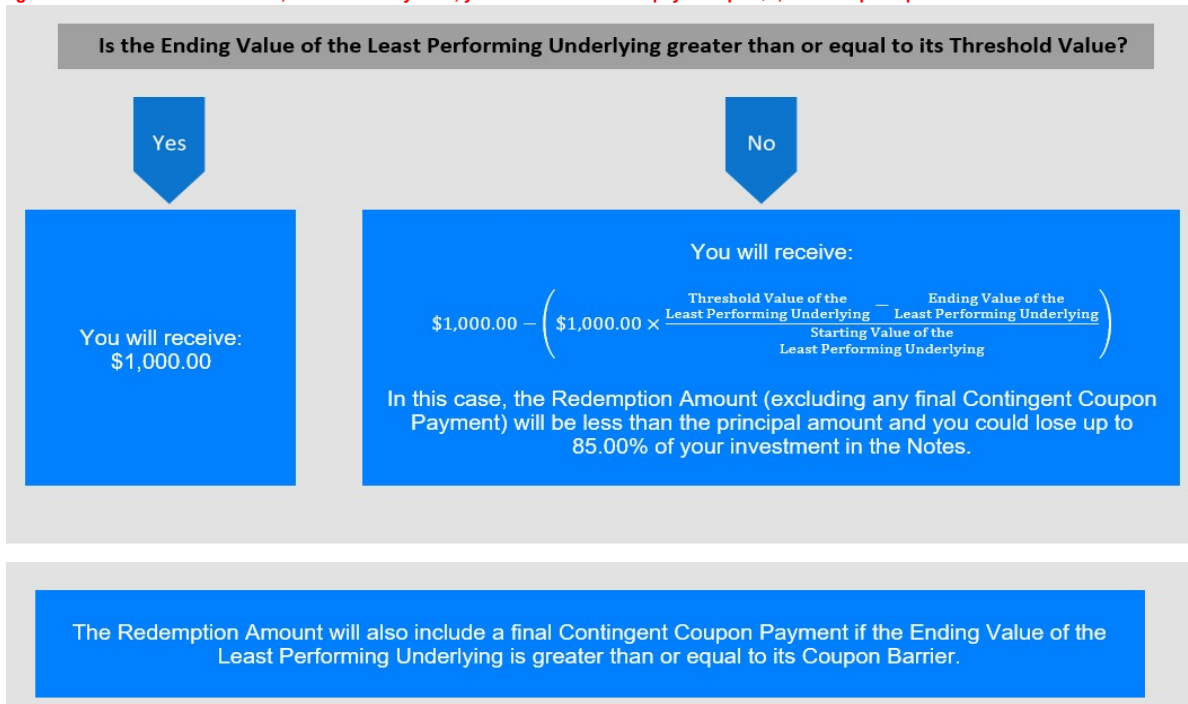 Is the Ending Value of the Least Performing Underlying greater than or equal to its Threshold Value?
Yes
No
You will receive:
$1,000.00
You will receive:
$1,000.00 − ( $1,000.00 × (Threshold Value of the Least Performing Underlying − Ending Value of the Least Performing Underlying) / Starting Value of the Least Performing Underlying )
In this case, the Redemption Amount (excluding any final Contingent Coupon
Payment) will be less than the principal amount and you could lose up to
85.00% of your investment in the Notes.
The Redemption Amount will also include a final Contingent Coupon Payment if the Ending Value of the
Least Performing Underlying is greater than or equal to its Coupon Barrier.